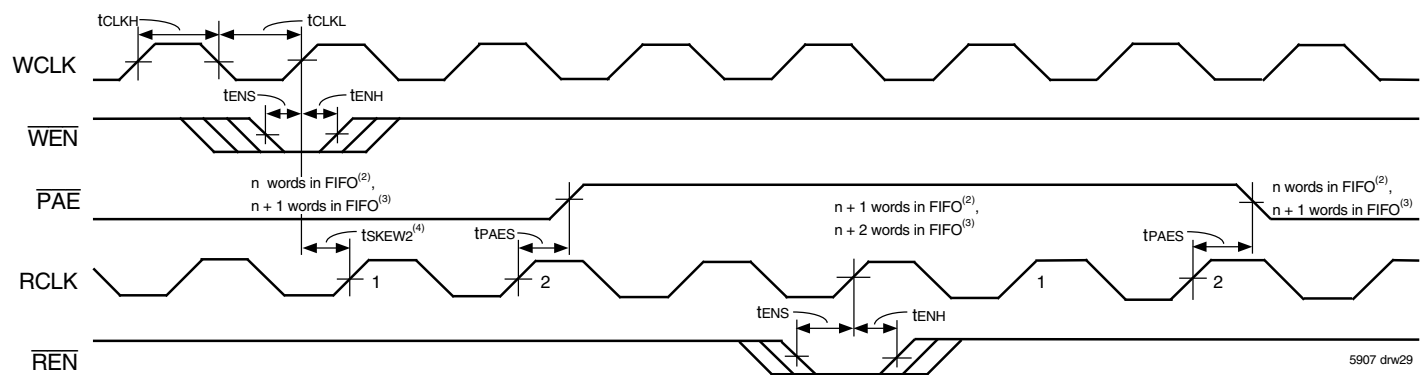 tCLKH
tCLKL
WCLK
tENS
tENH
WEN
n words in FIFO(2),
n + 1 words in FIFO(3)
PAE
n + 1 words in FIFO(2),
n + 2 words in FIFO(3)
n words in FIFO(2),
n + 1 words in FIFO(3)
tSKEW2(4)
tPAES
tPAES
RCLK
1
2
1
2
tENS
tENH
REN
5907 drw29